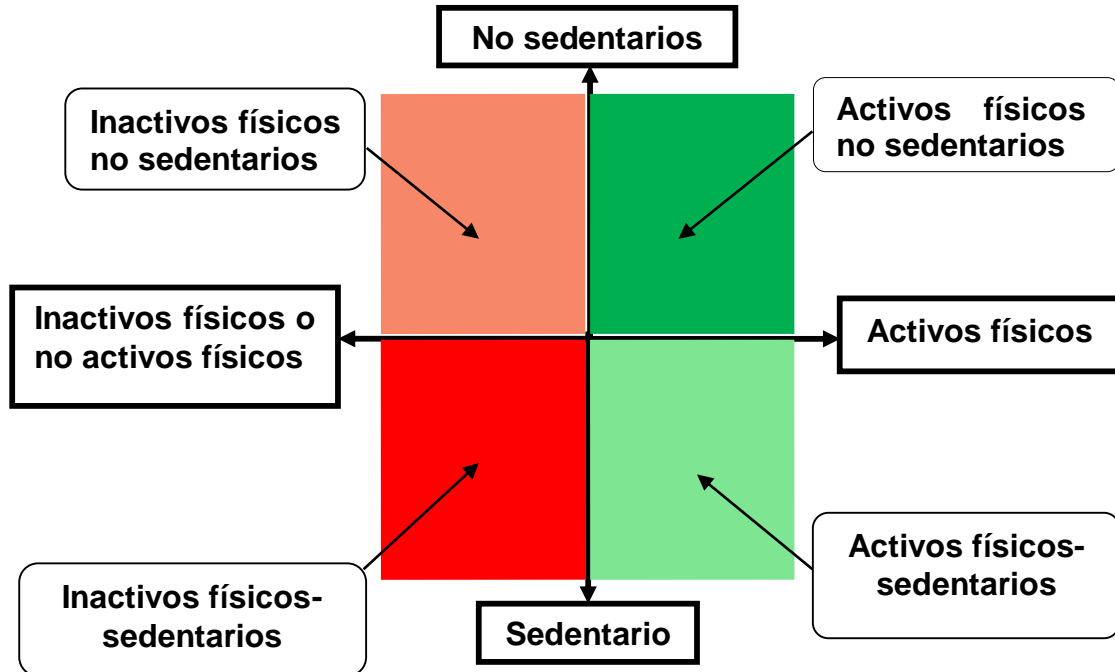 No sedentarios
Inactivos físicos
no sedentarios
Activos físicos
no sedentarios
Inactivos físicos o
no activos físicos
Activos físicos
Inactivos físicos-
sedentarios
Sedentario
Activos físicos-
sedentarios